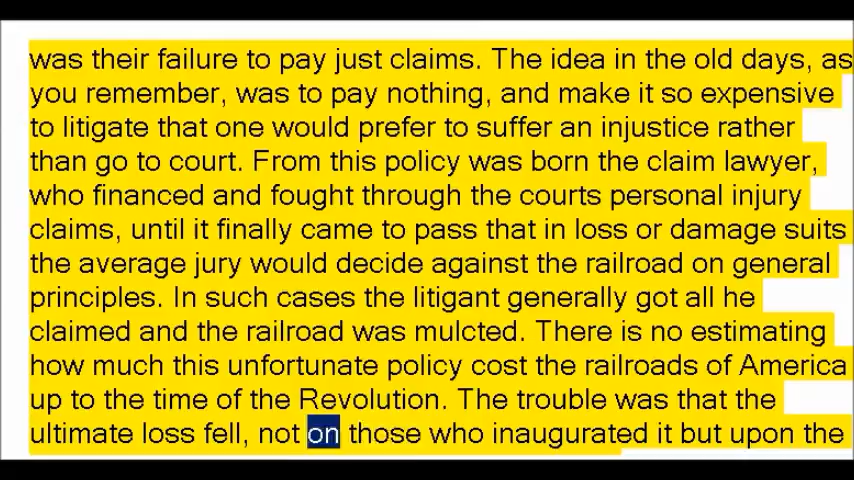 was their failure to pay just claims. The idea in the old days, as
you remember, was to pay nothing, and make it so expensive
to litigate that one would prefer to suffer an injustice rather
than go to court. From this policy was born the claim lawyer,
who financed and fought through the courts personal injury
claims, until it finally came to pass that in loss or damage suits
the average jury would decide against the railroad on general
principles. In such cases the litigant generally got all he
claimed and the railroad was mulcted. There is no estimating
how much this unfortunate policy cost the railroads of America
up to the time of the Revolution. The trouble was that the
ultimate loss fell, not on those who inaugurated it but upon the